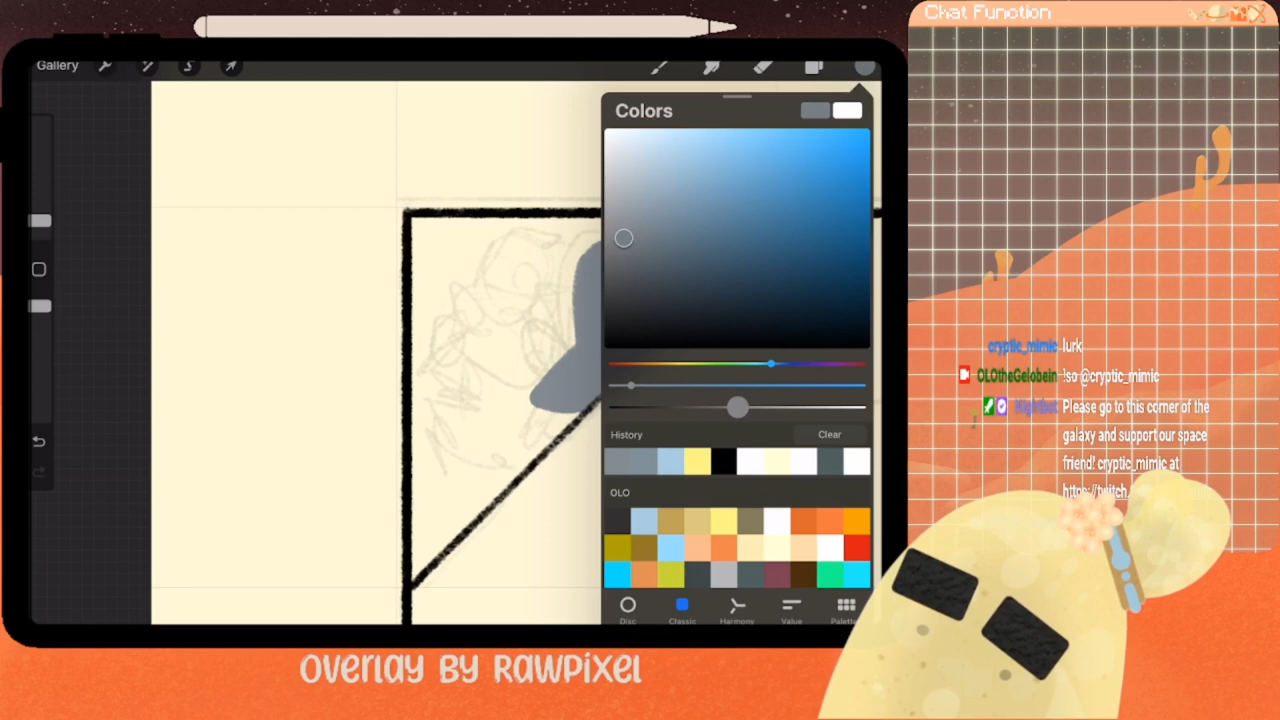 Chat Function
Gallery
Colors
History
Clear
OLO
Disc
Classic
Harmony
Value
Palettes
cryptic_mimic lurk
OLOtheGelobein !so @cryptic_mimic
Nightbot Please go to this corner of the
galaxy and support our space
friend! cryptic_mimic at
https://twitch.
Overlay by Rawpixel